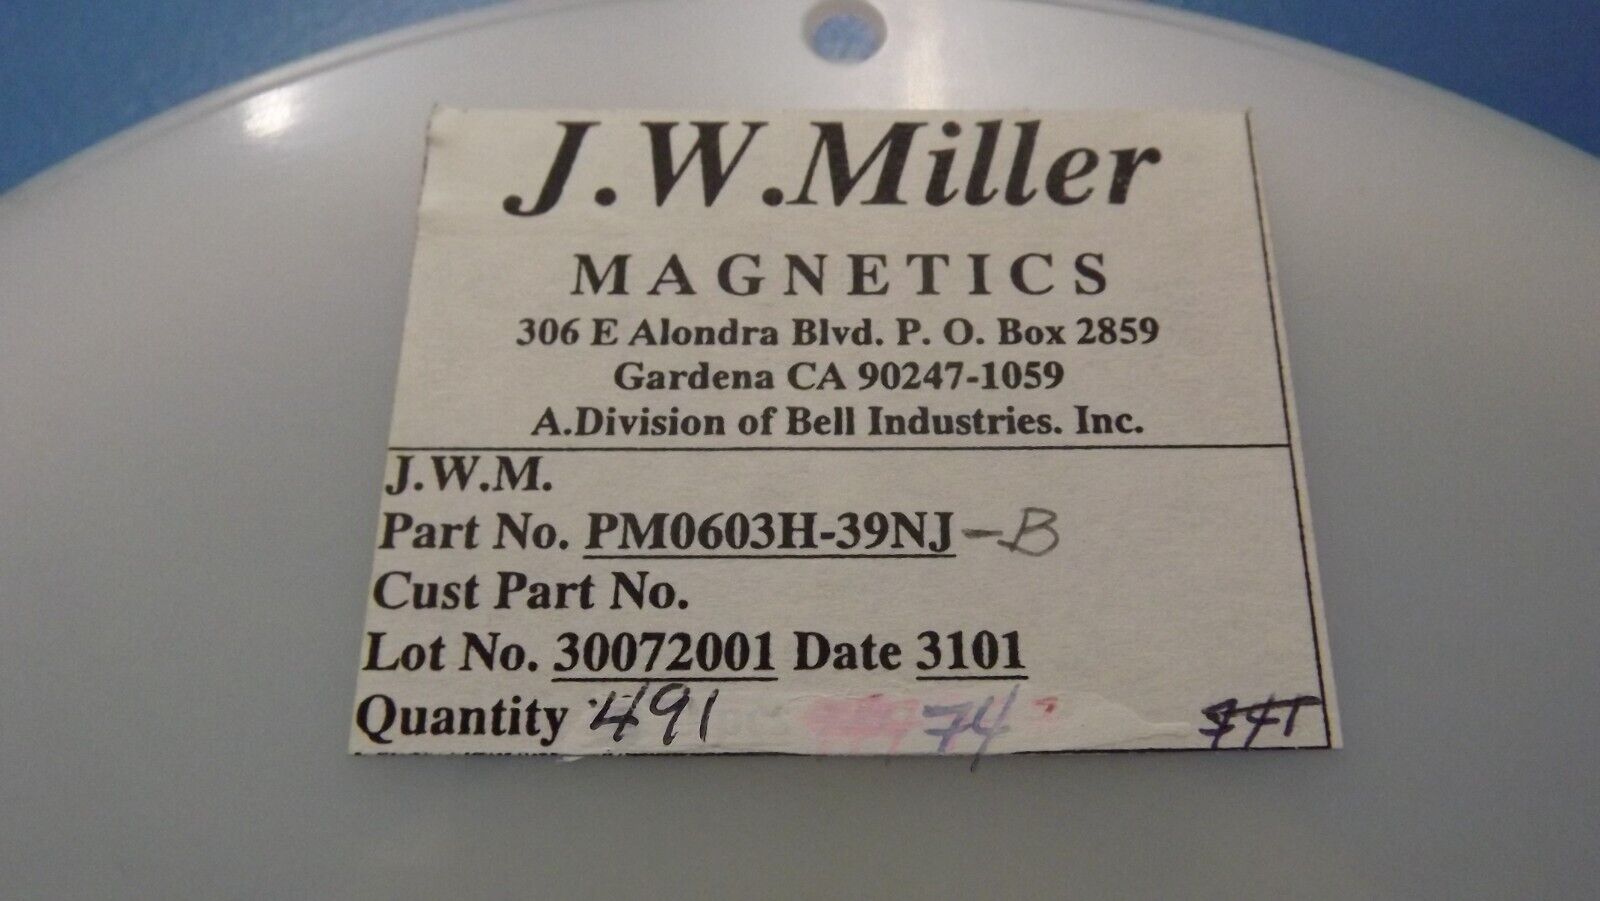 J.W.Miller
MAGNETICS
306 E Alondra Blvd. P. O. Box 2859
Gardena CA 90247-1059
A.Division of Bell Industries. Inc.
J.W.M.
Part No. PM0603H-39NJ-B
Cust Part No.
Lot No. 30072001 Date 3101
Quantity 491 74